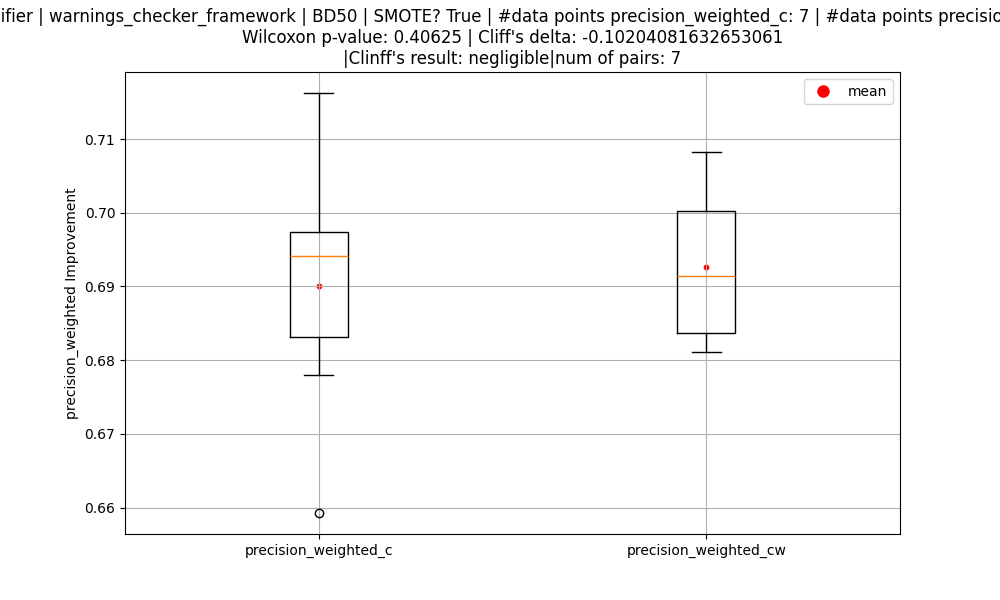 ifier | warnings_checker_framework | BD50 | SMOTE? True | #data points precision_weighted_c: 7 | #data points precisio
Wilcoxon p-value: 0.40625 | Cliff's delta: -0.10204081632653061
|Clinff's result: negligible|num of pairs: 7
mean
0.71
0.70
0.69
0.68
0.67
0.66
precision_weighted Improvement
precision_weighted_c
precision_weighted_cw